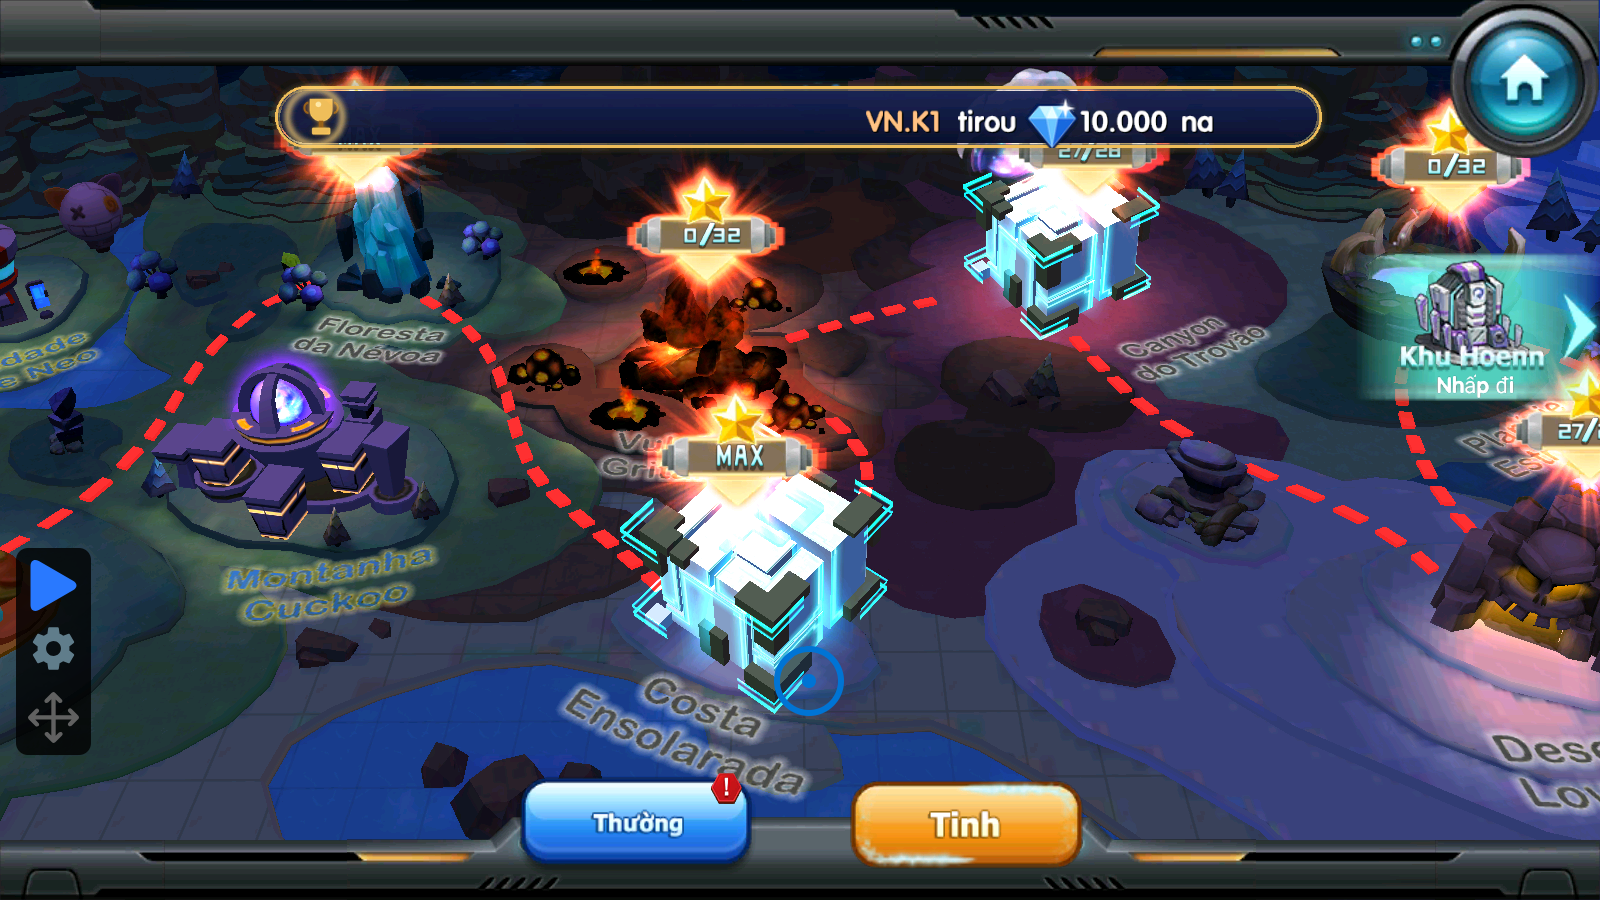 VN.K1 tirou 10.000 na
MAX
27/28
0/32
0/32
Floresta
da Névoa
Canyon
do Trovão
Khu Hoenn
Nhấp đi
MAX
Montanha
Cuckoo
Costa
Ensolarada
Thường
!
Tinh